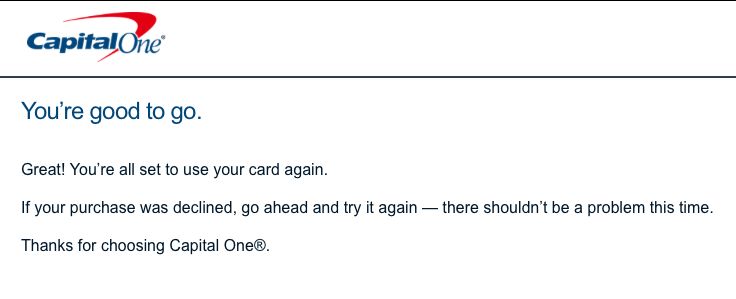 CapitalOne®
You're good to go.
Great! You're all set to use your card again.
If your purchase was declined, go ahead and try it again — there shouldn't be a problem this time.
Thanks for choosing Capital One®.